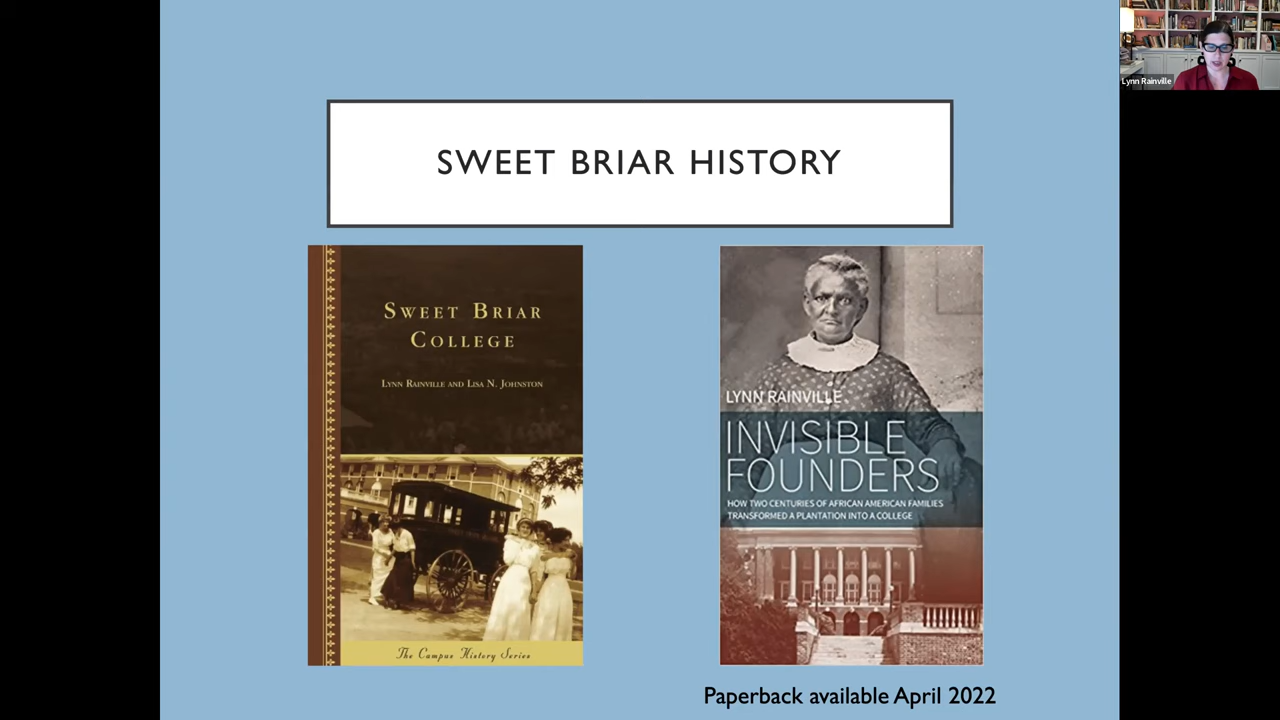 Lynn Rainville
SWEET BRIAR HISTORY
SWEET BRIAR
COLLEGE
LYNN RAINVILLE AND LISA N. JOHNSTON
The Campus History Series
LYNN RAINVILLE
INVISIBLE
FOUNDERS
HOW TWO CENTURIES OF AFRICAN AMERICAN FAMILIES
TRANSFORMED A PLANTATION INTO A COLLEGE
Paperback available April 2022